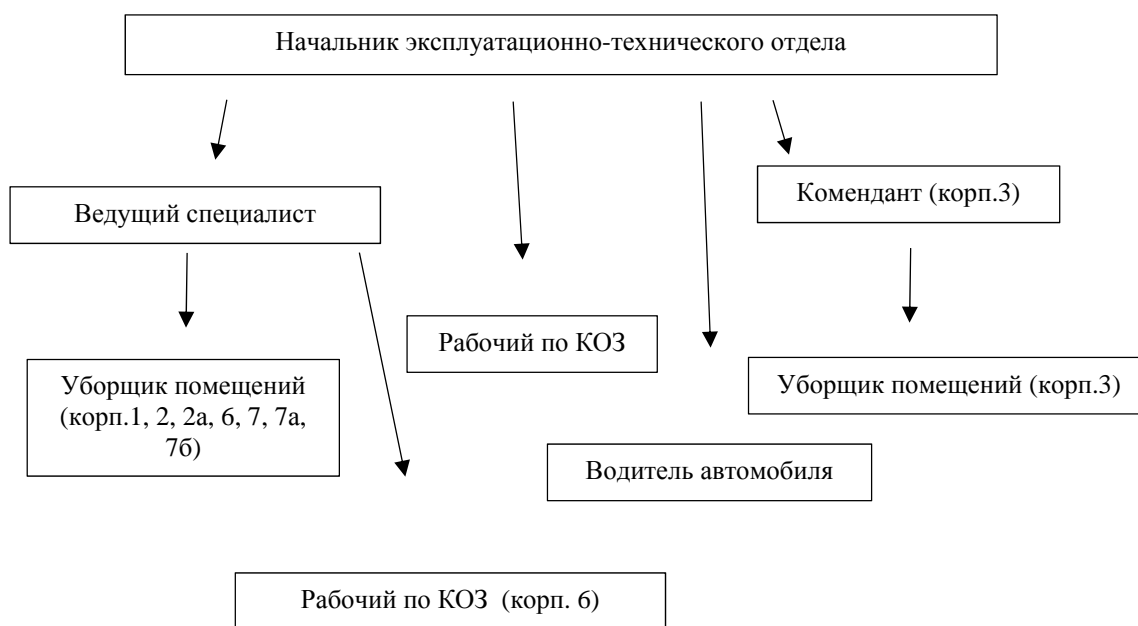 Начальник эксплуатационно-технического отдела
Комендант (корп.3)
Ведущий специалист
Рабочий по КОЗ
Уборщик помещений (корп.3)
Уборщик помещений
(корп.1, 2, 2а, 6, 7, 7а,
7б)
Водитель автомобиля
Рабочий по КОЗ  (корп. 6)